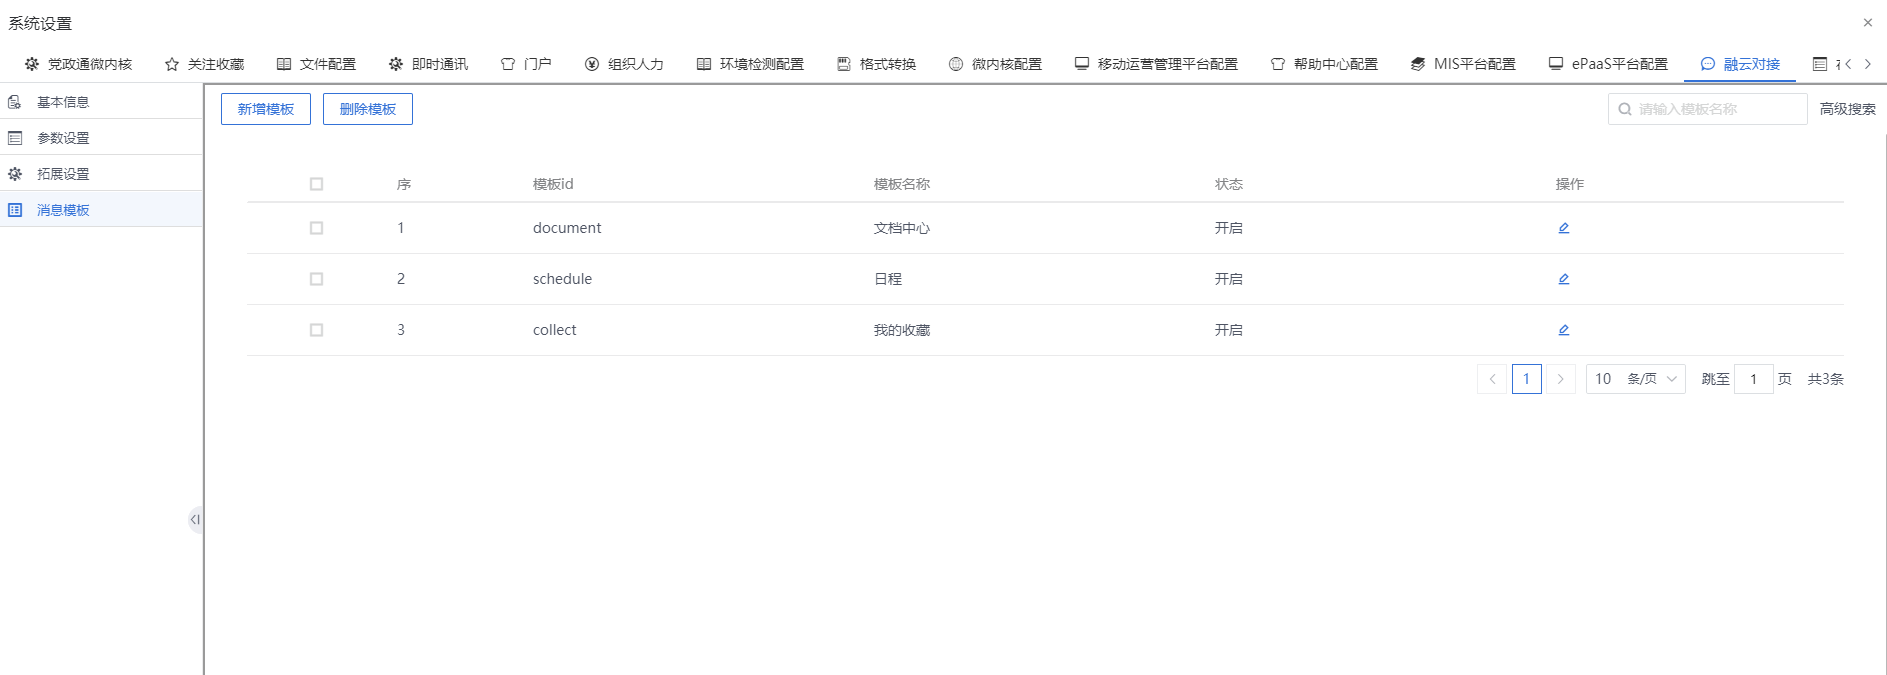 系统设置
党政通微内核 关注收藏 文件配置 即时通讯 门户 组织人力 环境检测配置 格式转换 微内核配置 移动运营管理平台配置 帮助中心配置 MIS平台配置 ePaaS平台配置 融云对接
基本信息
参数设置
拓展设置
消息模板
新增模板 删除模板 请输入模板名称 高级搜索
序 模板id 模板名称 状态 操作
1 document 文档中心 开启
2 schedule 日程 开启
3 collect 我的收藏 开启
1 10 条/页 跳至 1 页 共3条